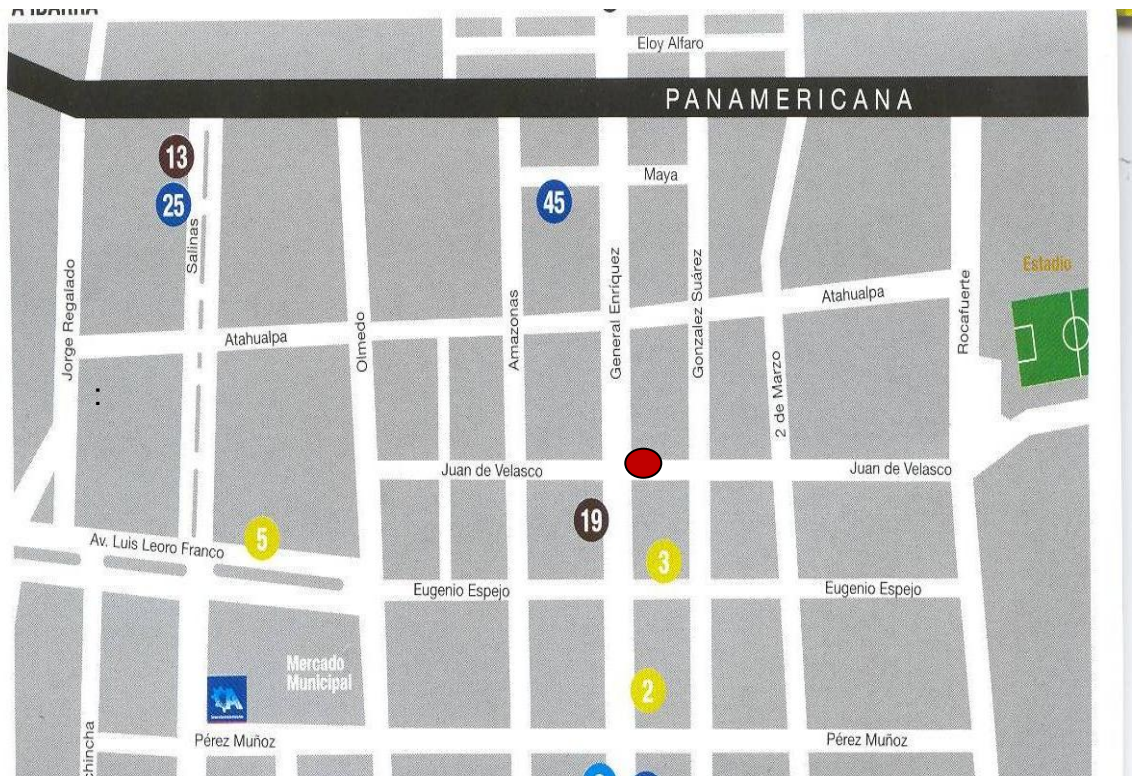 A IBARRA
Eloy Alfaro
PANAMERICANA
13
Maya
25
45
Salinas
General Enríquez
Gonzalez Suárez
Estadio
Jorge Regalado
Atahualpa
Rocafuerte
Amazonas
Olmedo
Atahualpa
2 de Marzo
:
Juan de Velasco
Juan de Velasco
19
5
Av. Luis Leoro Franco
3
Eugenio Espejo
Eugenio Espejo
Mercado
Municipal
2
Pérez Muñoz
Pérez Muñoz
chincha